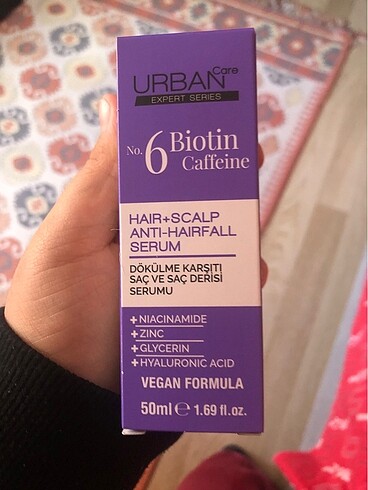 URBAN Care
EXPERT SERIES
No. 6 Biotin
Caffeine
HAIR+SCALP
ANTI-HAIRFALL
SERUM
DÖKÜLME KARŞITI
SAÇ VE SAÇ DERİSİ
SERUMU
+NIACINAMIDE
+ZINC
+GLYCERIN
+HYALURONIC ACID
VEGAN FORMULA
50ml e 1.69 fl.oz.